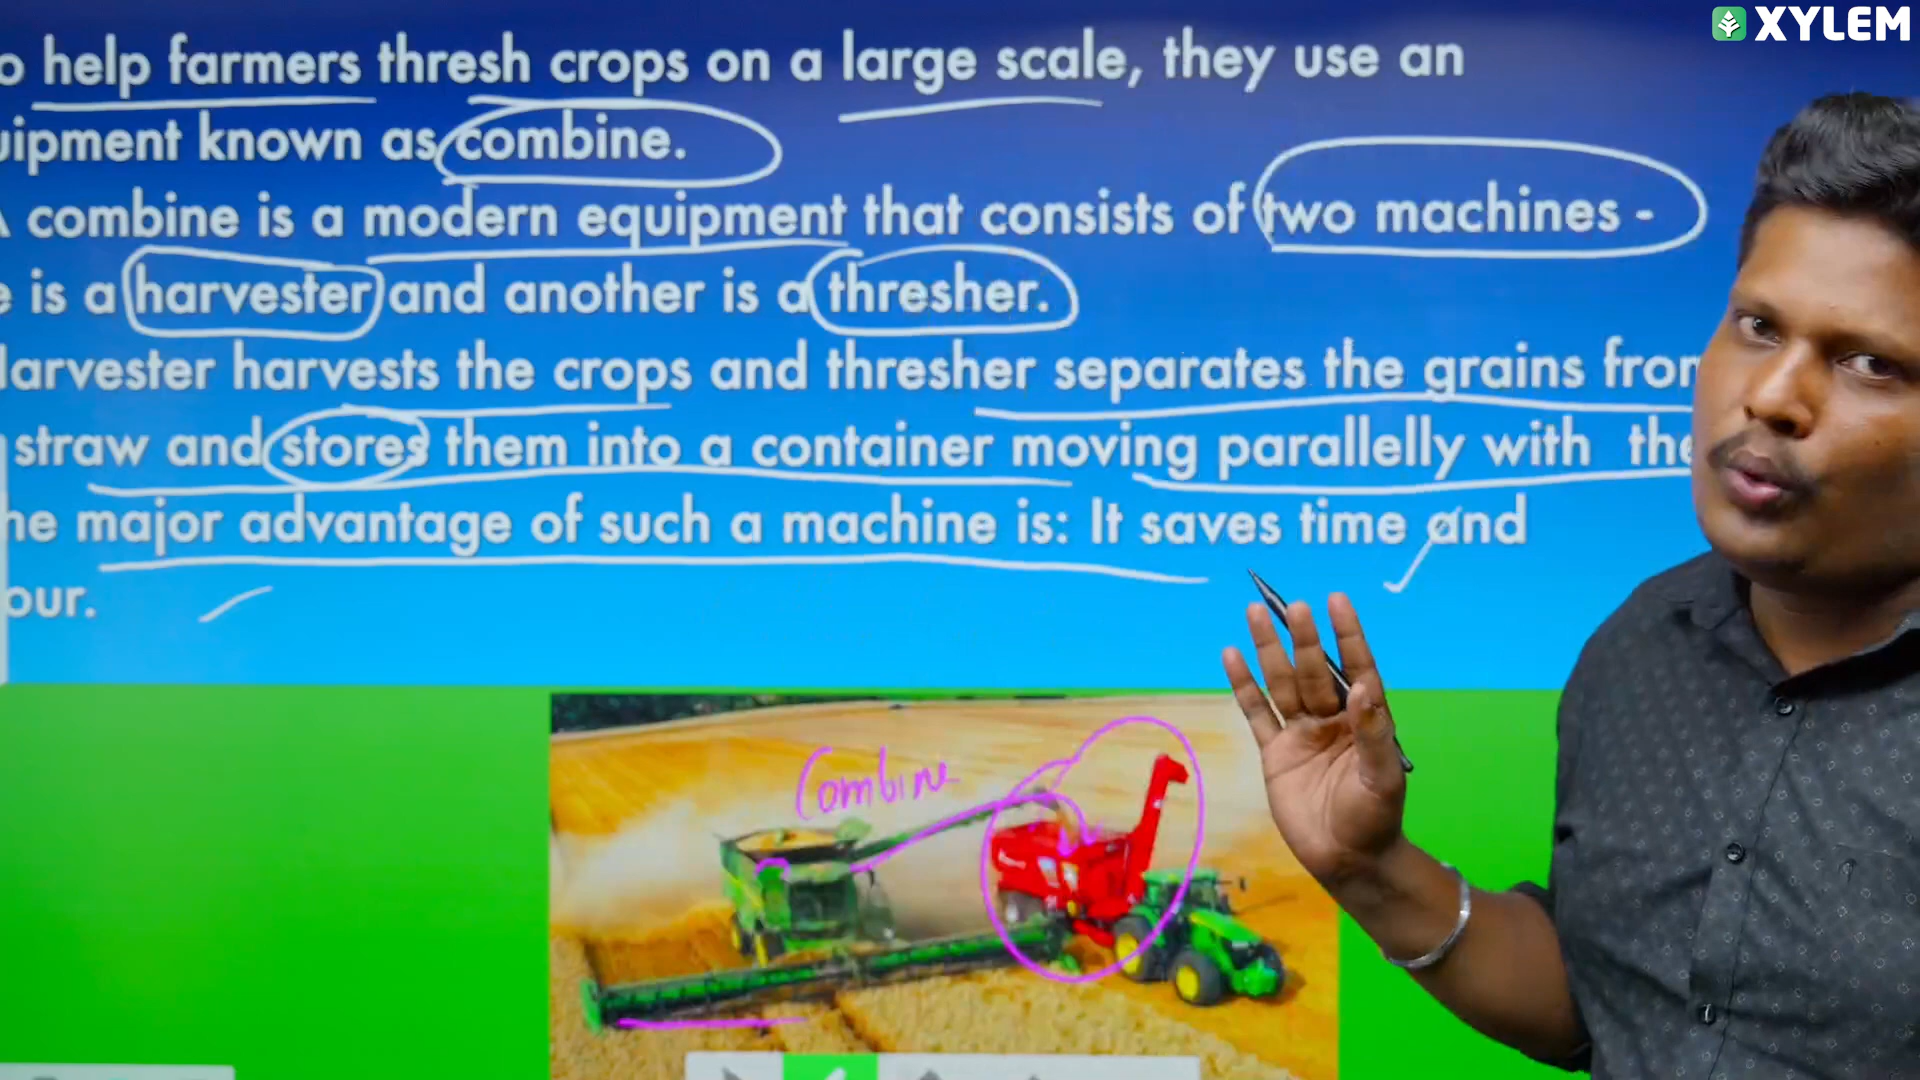 XYLEM
o help farmers thresh crops on a large scale, they use an
uipment known as combine.
A combine is a modern equipment that consists of two machines -
e is a harvester and another is a thresher.
Harvester harvests the crops and thresher separates the grains from
straw and stores them into a container moving parallelly with the
he major advantage of such a machine is: It saves time and
our.
Combine